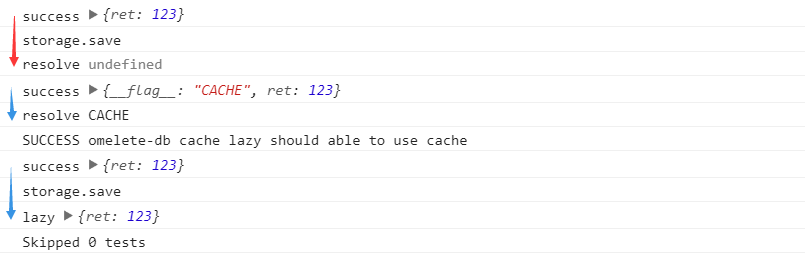 success ▶{ret: 123}
storage.save
resolve undefined
success ▶{__flag__: "CACHE", ret: 123}
resolve CACHE
SUCCESS omelete-db cache lazy should able to use cache
success ▶{ret: 123}
storage.save
lazy ▶{ret: 123}
Skipped 0 tests